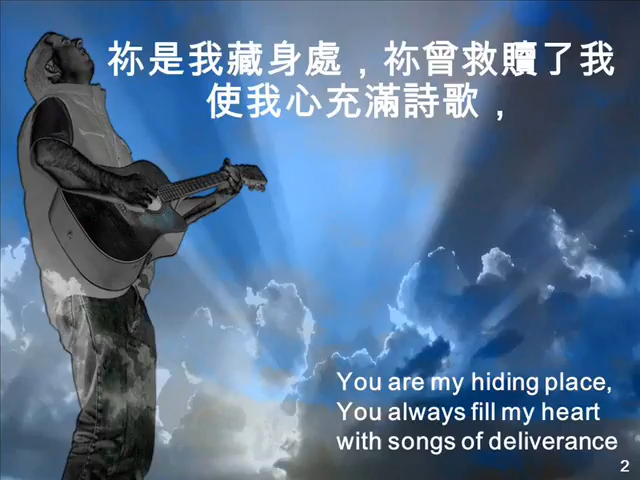 祢是我藏身處，祢曾救贖了我
使我心充滿詩歌，
You are my hiding place,
You always fill my heart
with songs of deliverance
2